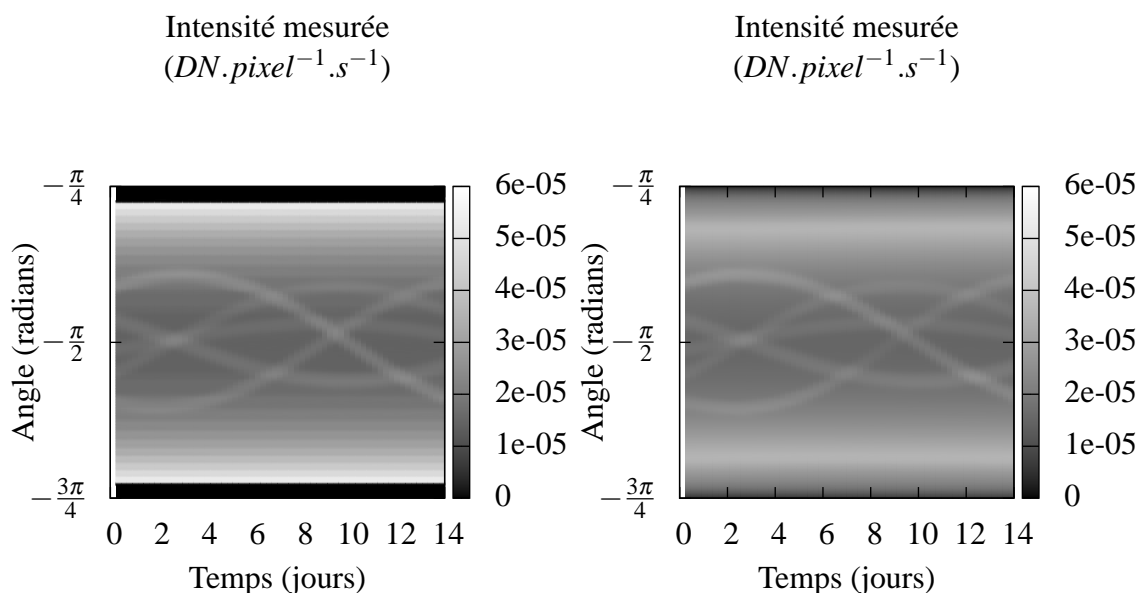 Intensité mesurée
(DN.pixel⁻¹.s⁻¹)
−π/4
−π/2
−3π/4
Angle (radians)
0 2 4 6 8 10 12 14
Temps (jours)
6e-05
5e-05
4e-05
3e-05
2e-05
1e-05
0
Intensité mesurée
(DN.pixel⁻¹.s⁻¹)
−π/4
−π/2
−3π/4
Angle (radians)
0 2 4 6 8 10 12 14
Temps (jours)
6e-05
5e-05
4e-05
3e-05
2e-05
1e-05
0